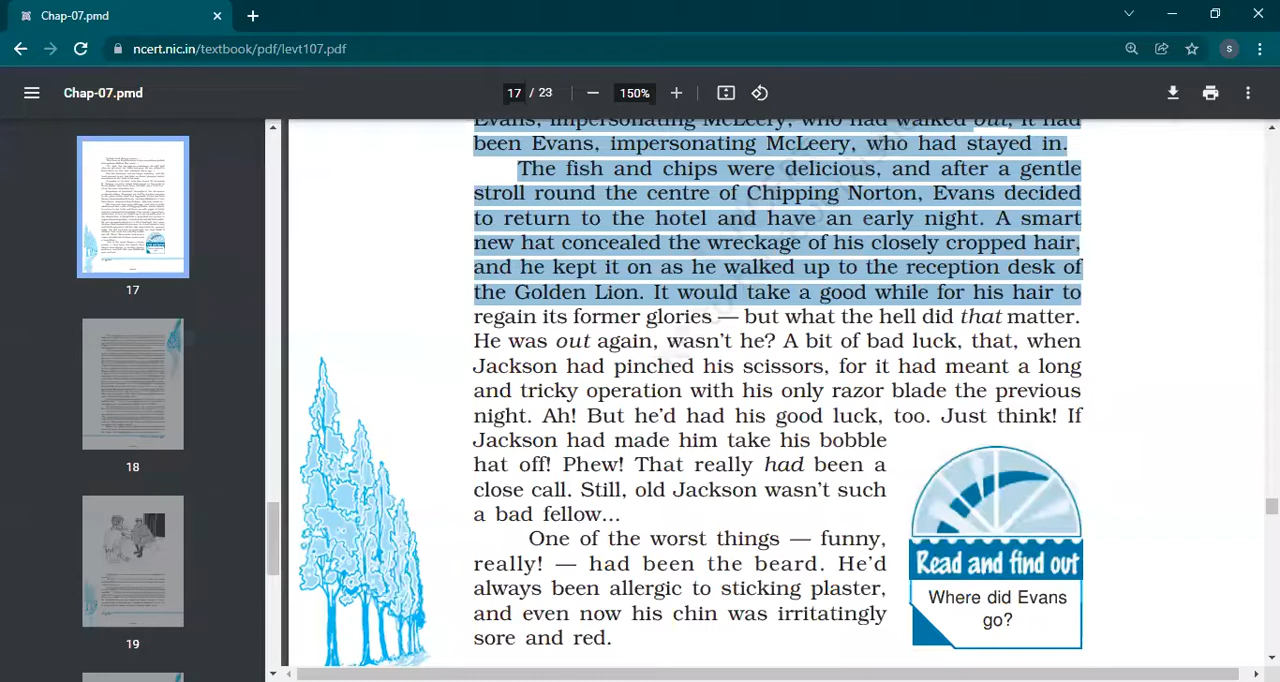 Chap-07.pmd
ncert.nic.in/textbook/pdf/levt107.pdf
S
Chap-07.pmd
17 / 23
150%
17
18
19
Evans, impersonating McLeery, who had walked out, it had
been Evans, impersonating McLeery, who had stayed in.
The fish and chips were delicious, and after a gentle
stroll round the centre of Chipping Norton, Evans decided
to return to the hotel and have an early night. A smart
new hat concealed the wreckage of his closely cropped hair,
and he kept it on as he walked up to the reception desk of
the Golden Lion. It would take a good while for his hair to
regain its former glories — but what the hell did that matter.
He was out again, wasn't he? A bit of bad luck, that, when
Jackson had pinched his scissors, for it had meant a long
and tricky operation with his only razor blade the previous
night. Ah! But he'd had his good luck, too. Just think! If
Jackson had made him take his bobble
hat off! Phew! That really had been a
close call. Still, old Jackson wasn't such
a bad fellow...
One of the worst things — funny,
really! — had been the beard. He'd
always been allergic to sticking plaster,
and even now his chin was irritatingly
sore and red.
Read and find out
Where did Evans
go?